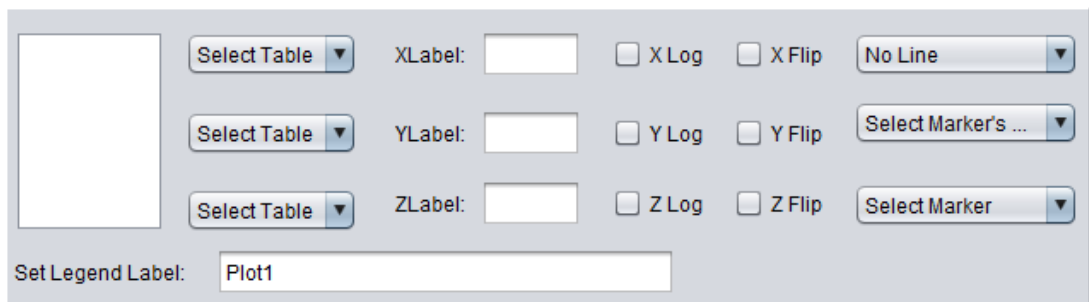 Select Table XLabel: X Log X Flip No Line
Select Table YLabel: Y Log Y Flip Select Marker's ...
Select Table ZLabel: Z Log Z Flip Select Marker
Set Legend Label: Plot1